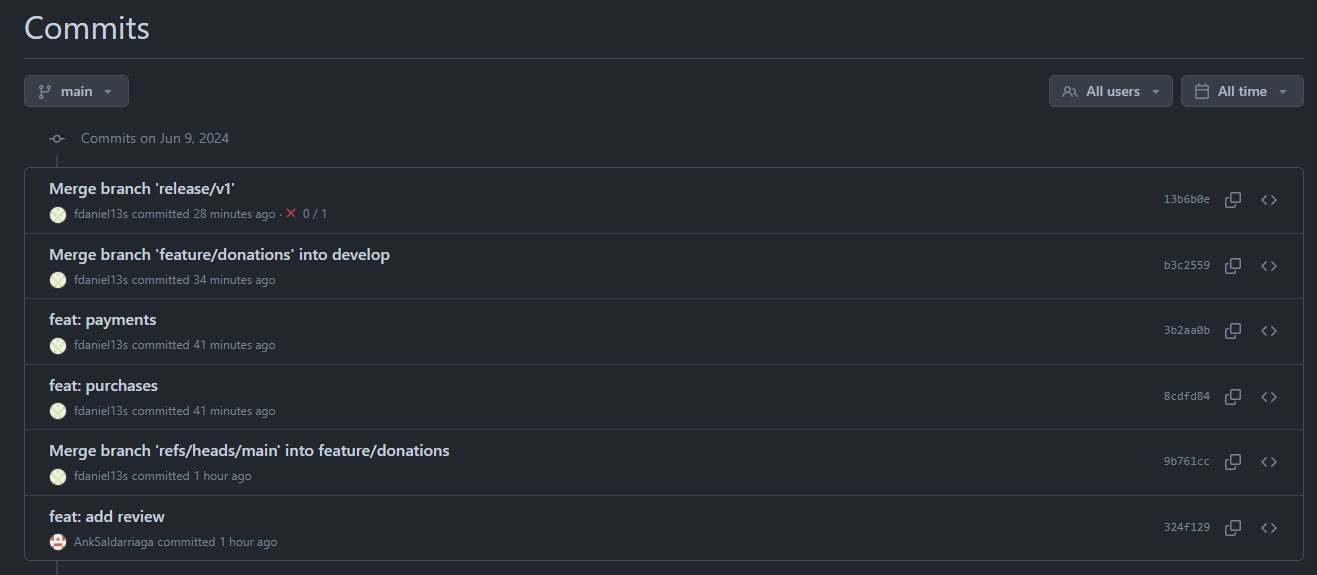 Commits
main
All users
All time
Commits on Jun 9, 2024
Merge branch 'release/v1'
fdaniel13s committed 28 minutes ago · 0 / 1
13b6b0e
Merge branch 'feature/donations' into develop
fdaniel13s committed 34 minutes ago
b3c2559
feat: payments
fdaniel13s committed 41 minutes ago
3b2aa0b
feat: purchases
fdaniel13s committed 41 minutes ago
8cdfd84
Merge branch 'refs/heads/main' into feature/donations
fdaniel13s committed 1 hour ago
9b761cc
feat: add review
AnkSaldarriaga committed 1 hour ago
324f129